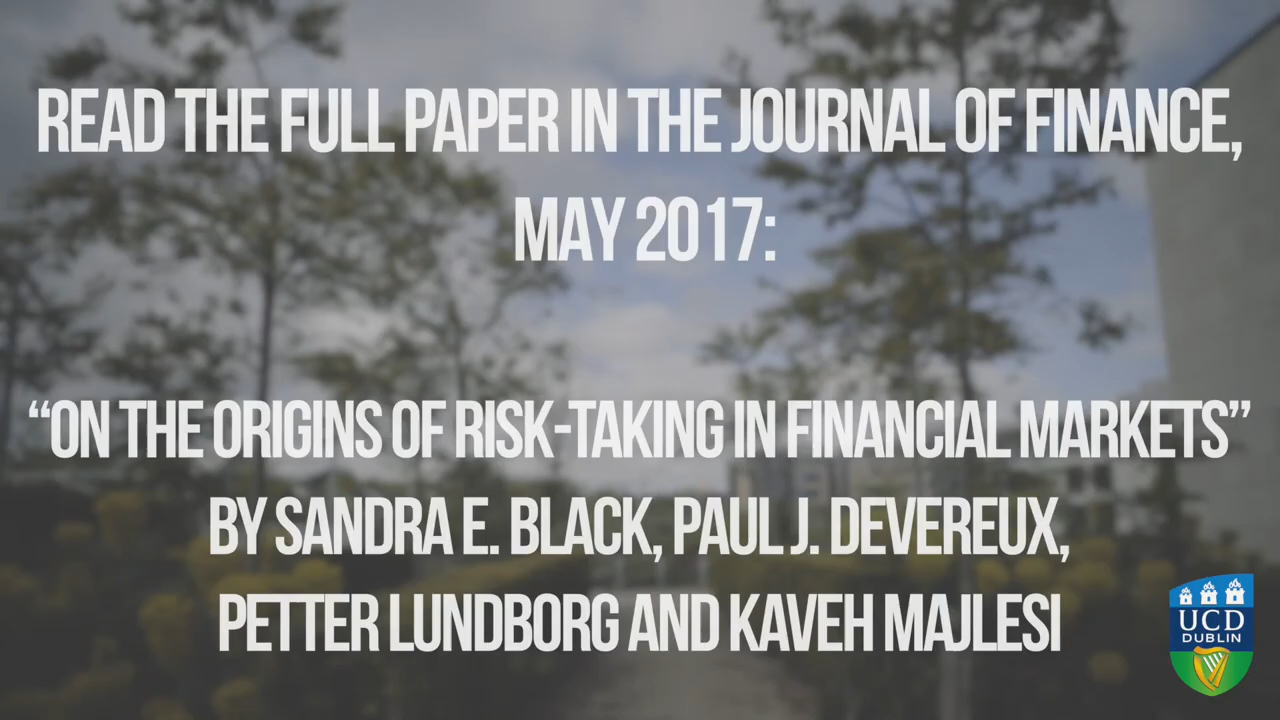 READ THE FULL PAPER IN THE JOURNAL OF FINANCE,
MAY 2017:
“ON THE ORIGINS OF RISK-TAKING IN FINANCIAL MARKETS”
BY SANDRA E. BLACK, PAUL J. DEVEREUX,
PETTER LUNDBORG AND KAVEH MAJLESI
UCD
DUBLIN